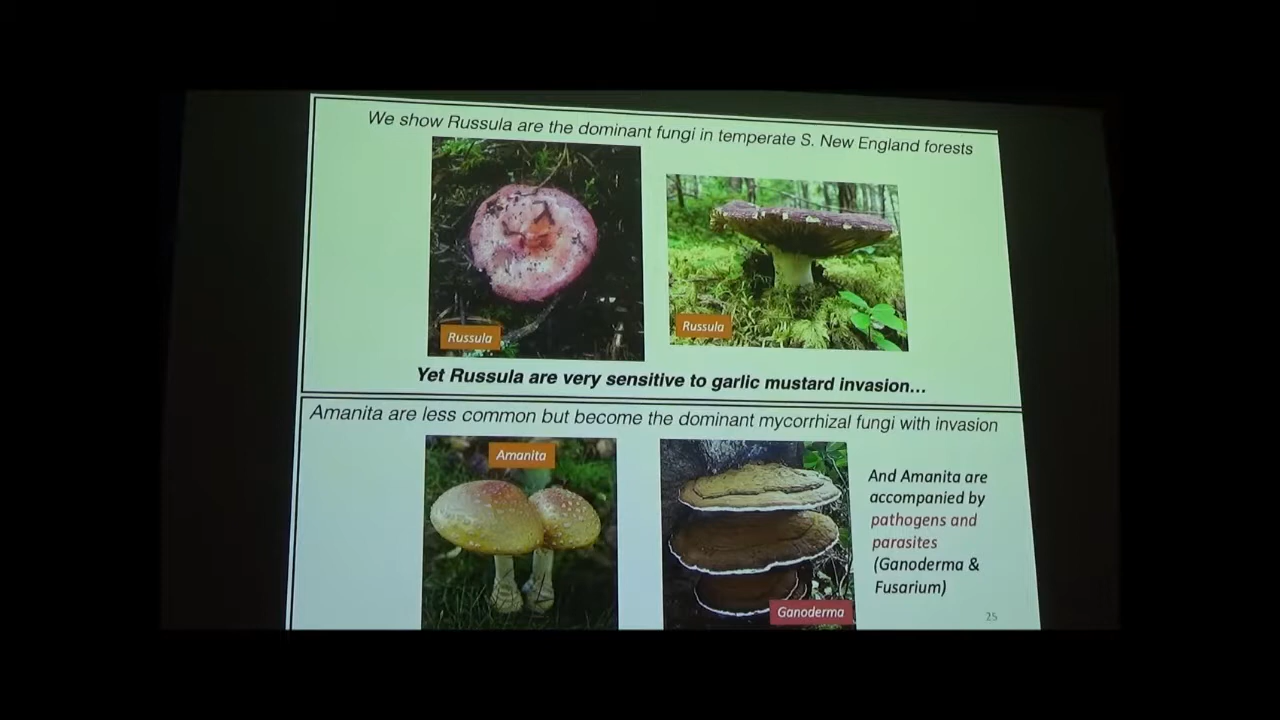 We show Russula are the dominant fungi in temperate S. New England forests
Russula
Russula
Yet Russula are very sensitive to garlic mustard invasion...
Amanita are less common but become the dominant mycorrhizal fungi with invasion
Amanita
And Amanita are
accompanied by
pathogens and
parasites
(Ganoderma &
Fusarium)
Ganoderma
25